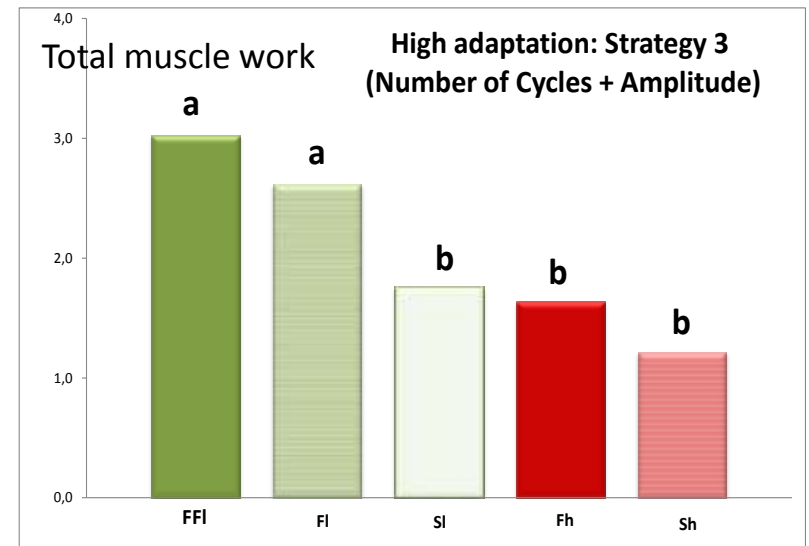 4,0
Total muscle work
High adaptation: Strategy 3
(Number of Cycles + Amplitude)
a
3,0
a
2,0
b
b
b
1,0
0,0
FFl
Fl
Sl
Fh
Sh